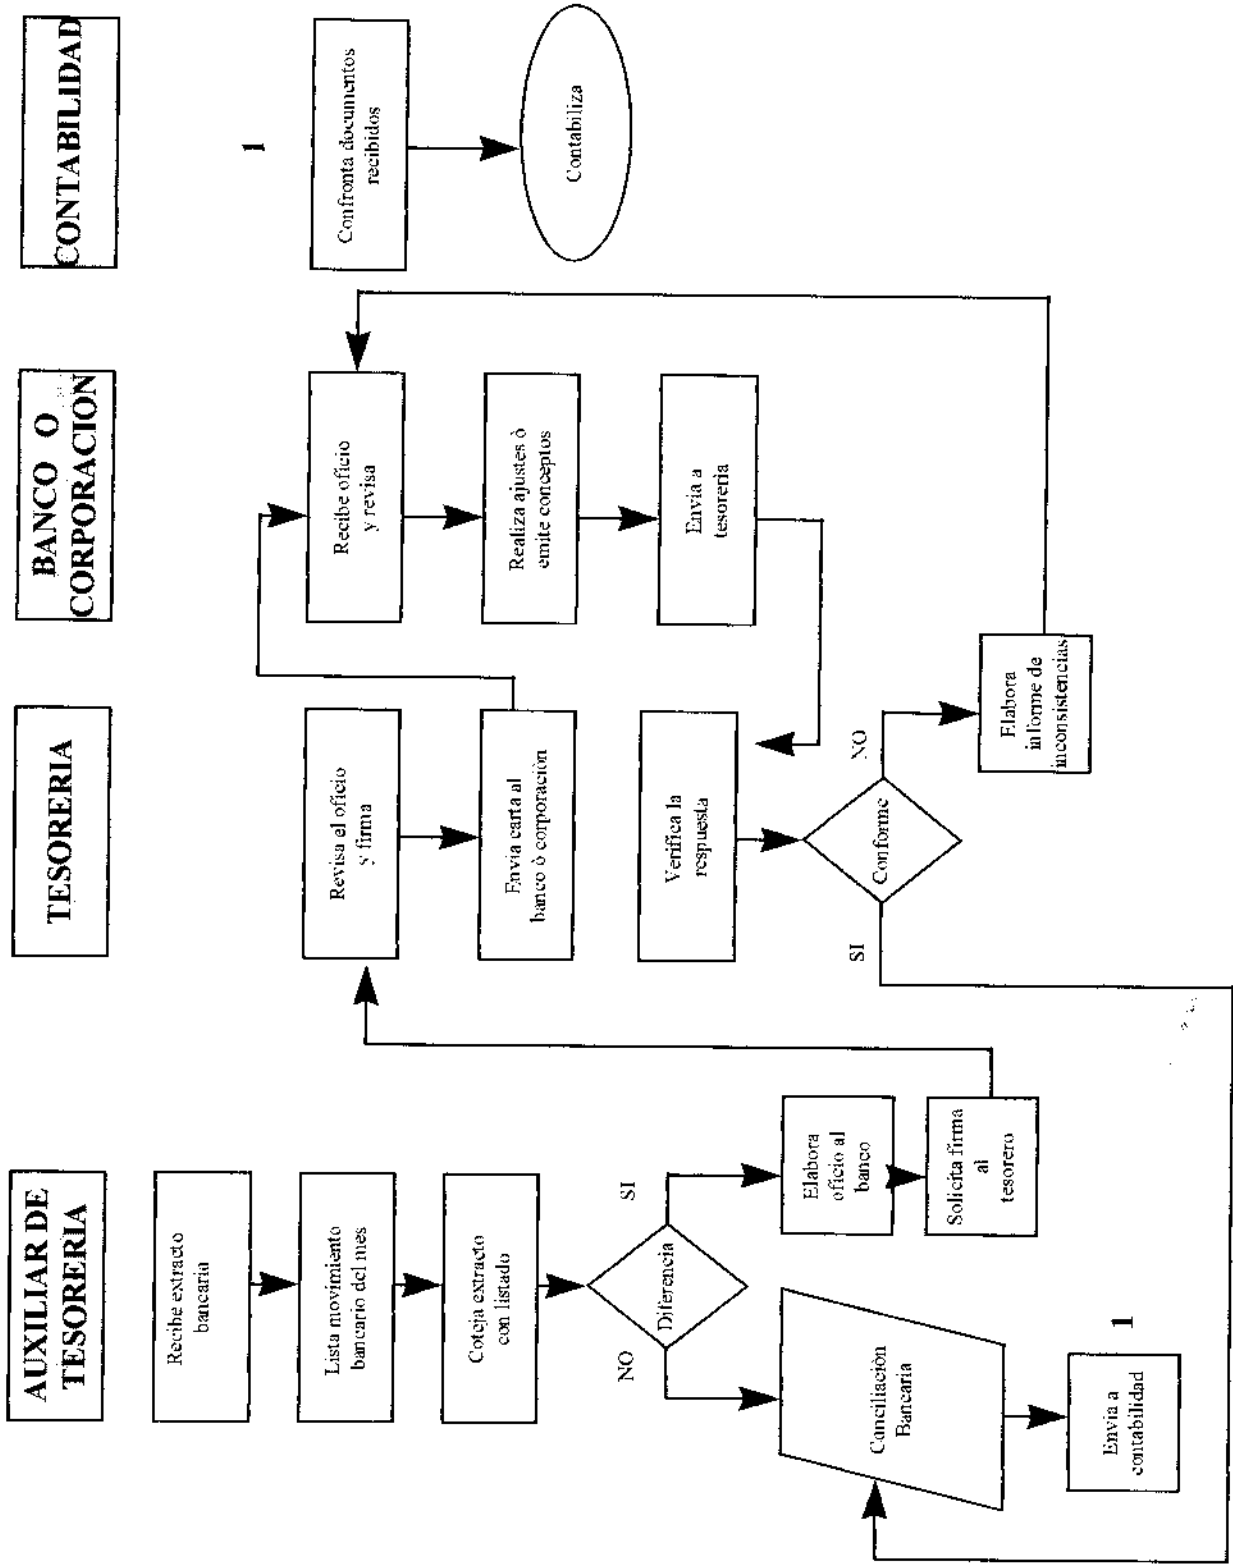 AUXILIAR DE
TESORERIA
TESORERIA
BANCO O
CORPORACION
CONTABILIDAD
Recibe extracto
bancaria
Lista movimiento
bancario del mes
Coteja extracto
con listado
Diferencia
SI
NO
Elabora
oficio al
banco
Solicita firma
al
tesorero
Conciliación
Bancaria
Envia a
contabilidad
1
Revisa el oficio
y firma
Envia carta al
banco ò corporaciòn
Verifica la
respuesta
Conforme
SI
NO
Elabora
informe de
inconsistencias
Recibe oficio
y revisa
Realiza ajustes ò
emite conceptos
Envia a
tesoreria
1
Confronta documentos
recibidos
Contabiliza